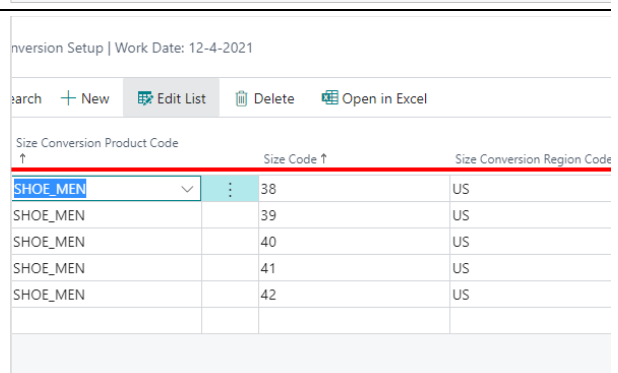 nversion Setup | Work Date: 12-4-2021
earch + New Edit List Delete Open in Excel
Size Conversion Product Code
↑ Size Code ↑ Size Conversion Region Code
SHOE_MEN 38 US
SHOE_MEN 39 US
SHOE_MEN 40 US
SHOE_MEN 41 US
SHOE_MEN 42 US